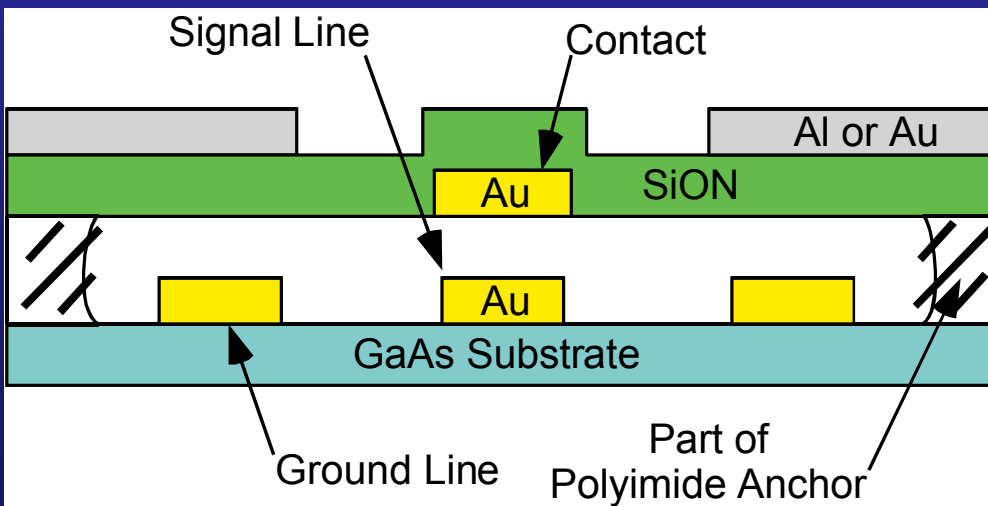 Signal Line
Contact
Al or Au
Au
SiON
Au
GaAs Substrate
Ground Line
Part of
Polyimide Anchor